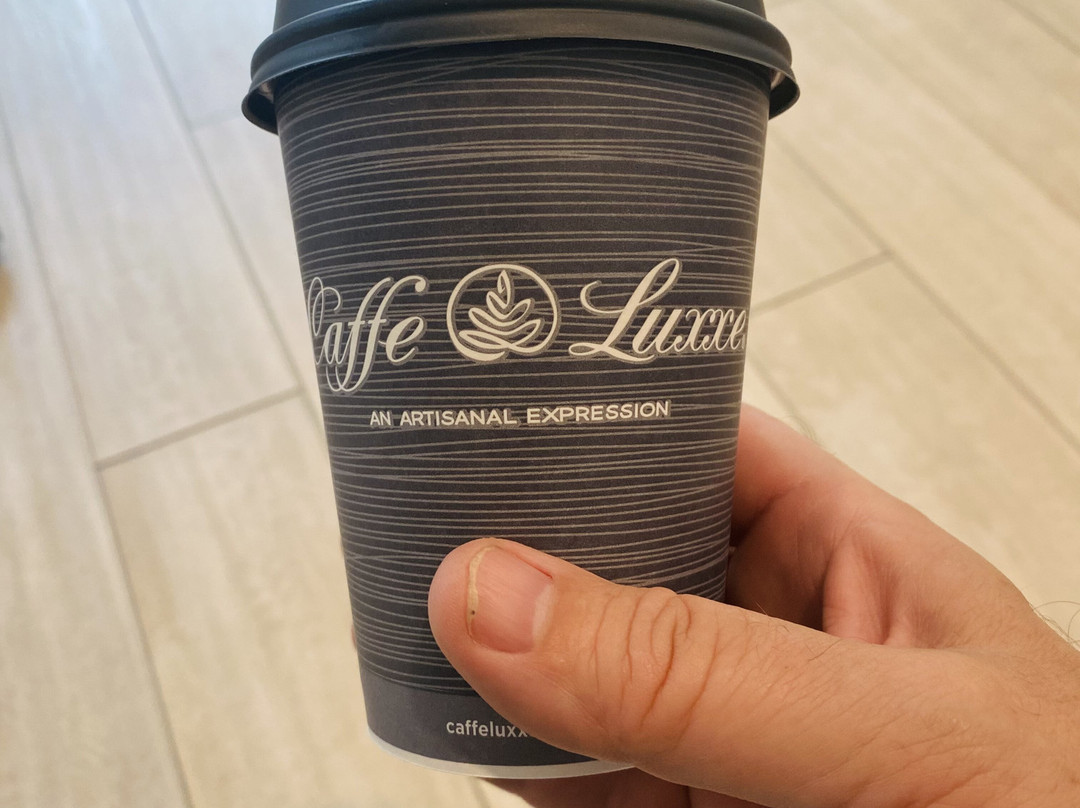 Caffe Luxxe
AN ARTISANAL EXPRESSION
caffeluxx